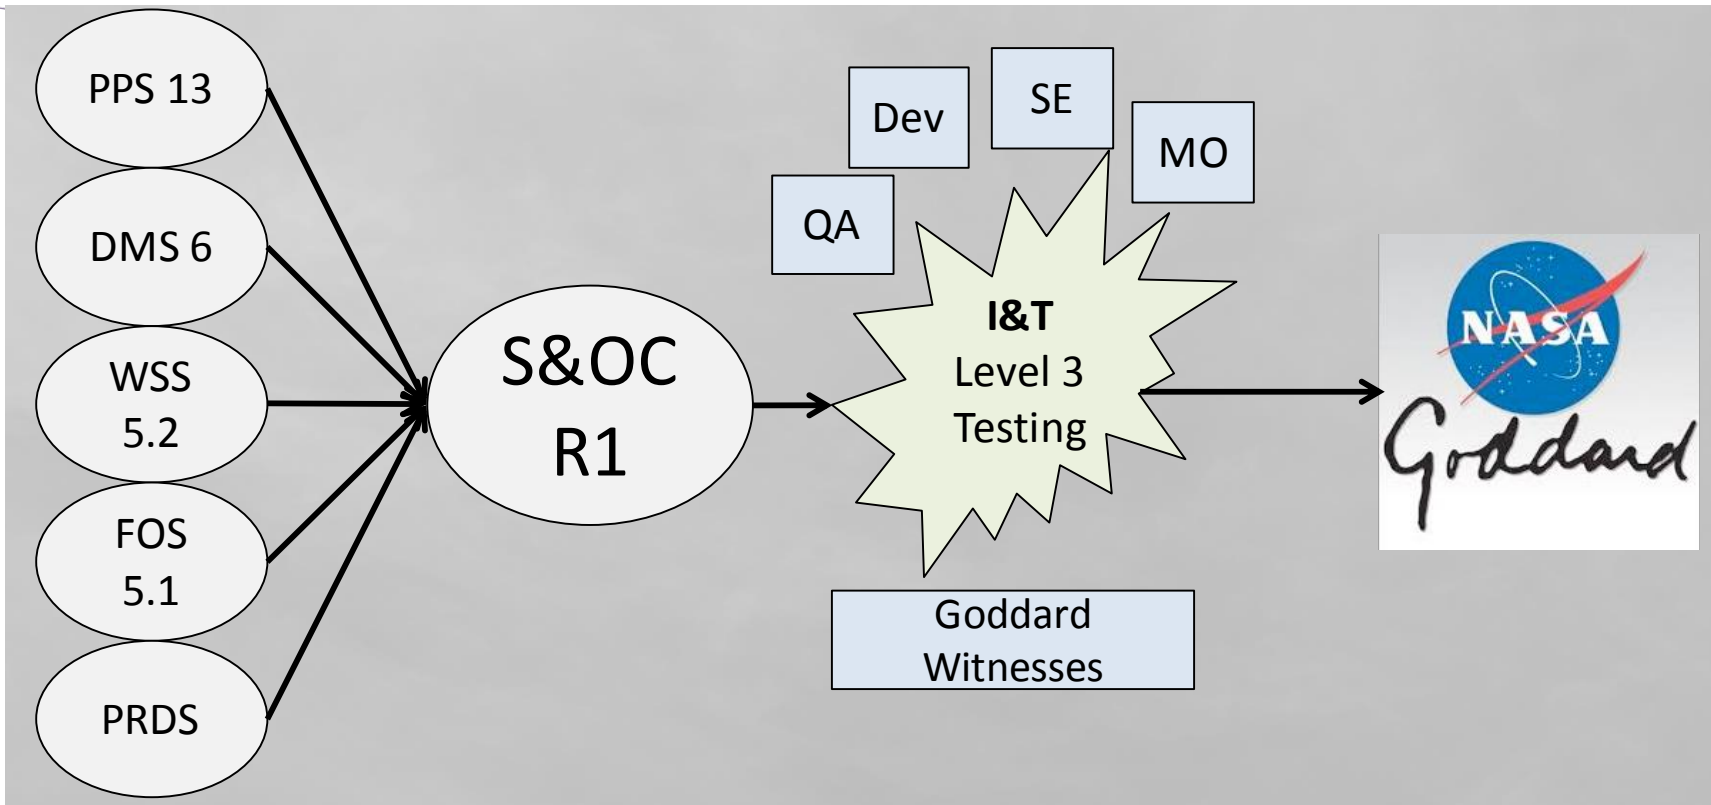 PPS 13
DMS 6
WSS
5.2
FOS
5.1
PRDS
S&OC
R1
QA
Dev
SE
MO
I&T
Level 3
Testing
Goddard
Witnesses
NASA
Goddard